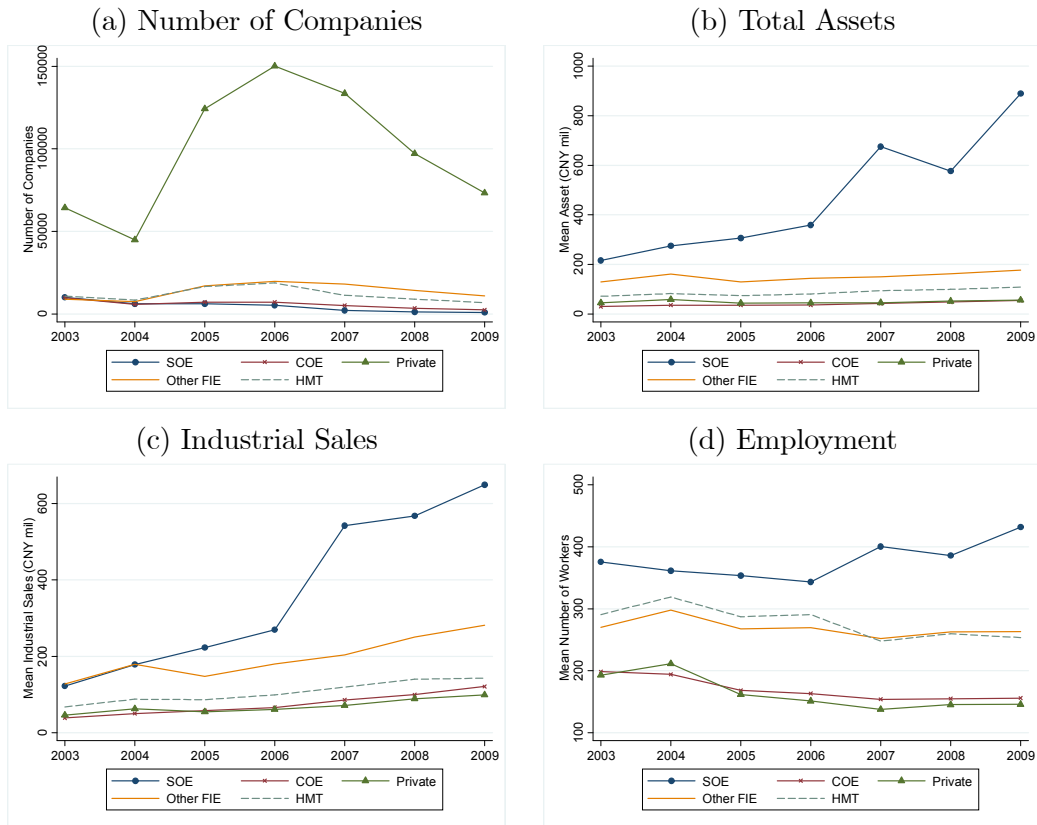 (a) Number of Companies
Number of Companies
150000
100000
50000
0
2003 2004 2005 2006 2007 2008 2009
SOE COE Private
Other FIE HMT
(b) Total Assets
Mean Asset (CNY mil)
1000
800
600
400
200
0
2003 2004 2005 2006 2007 2008 2009
SOE COE Private
Other FIE HMT
(c) Industrial Sales
Mean Industrial Sales (CNY mil)
600
400
200
0
2003 2004 2005 2006 2007 2008 2009
SOE COE Private
Other FIE HMT
(d) Employment
Mean Number of Workers
500
400
300
200
100
2003 2004 2005 2006 2007 2008 2009
SOE COE Private
Other FIE HMT